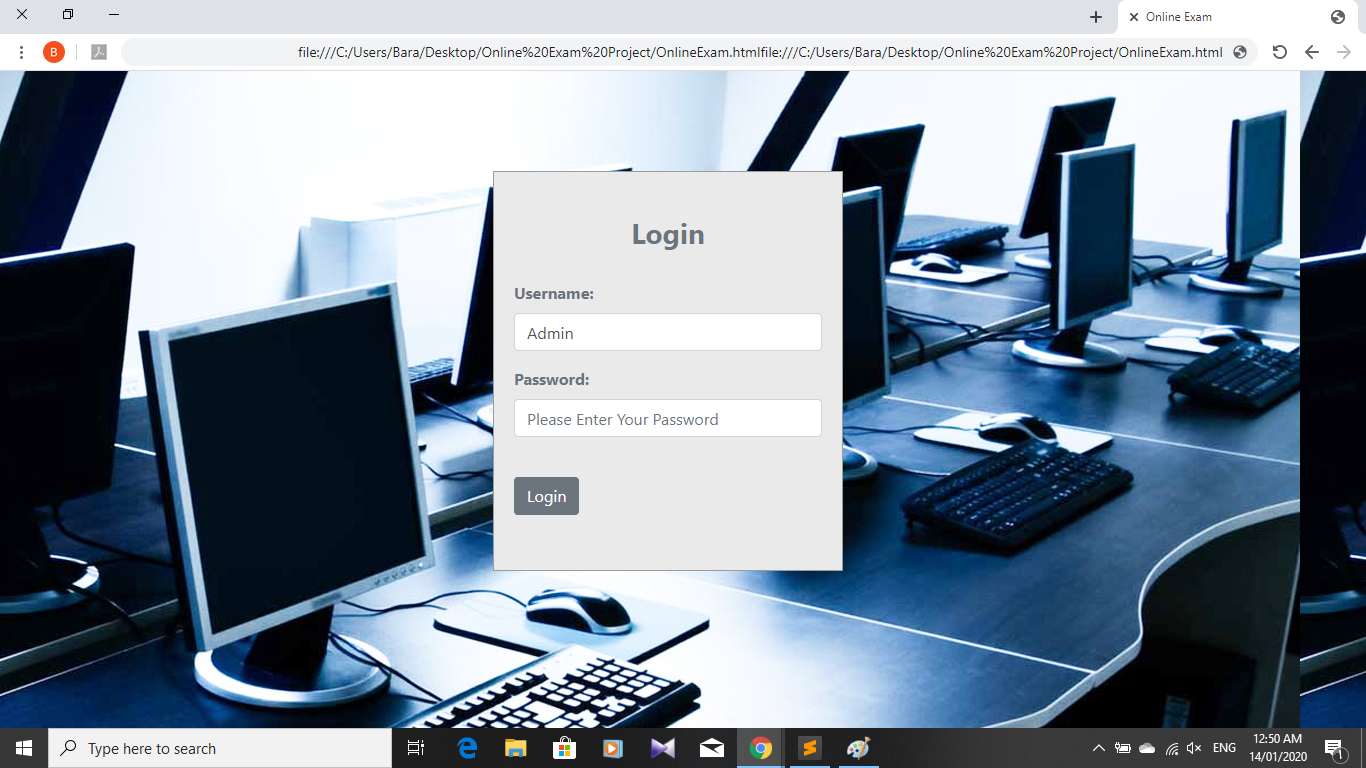 Online Exam
B
file:///C:/Users/Bara/Desktop/Online%20Exam%20Project/OnlineExam.htmlfile:///C:/Users/Bara/Desktop/Online%20Exam%20Project/OnlineExam.html
Login
Username:
Admin
Password:
Please Enter Your Password
Login
Type here to search
ENG
12:50 AM
14/01/2020
1